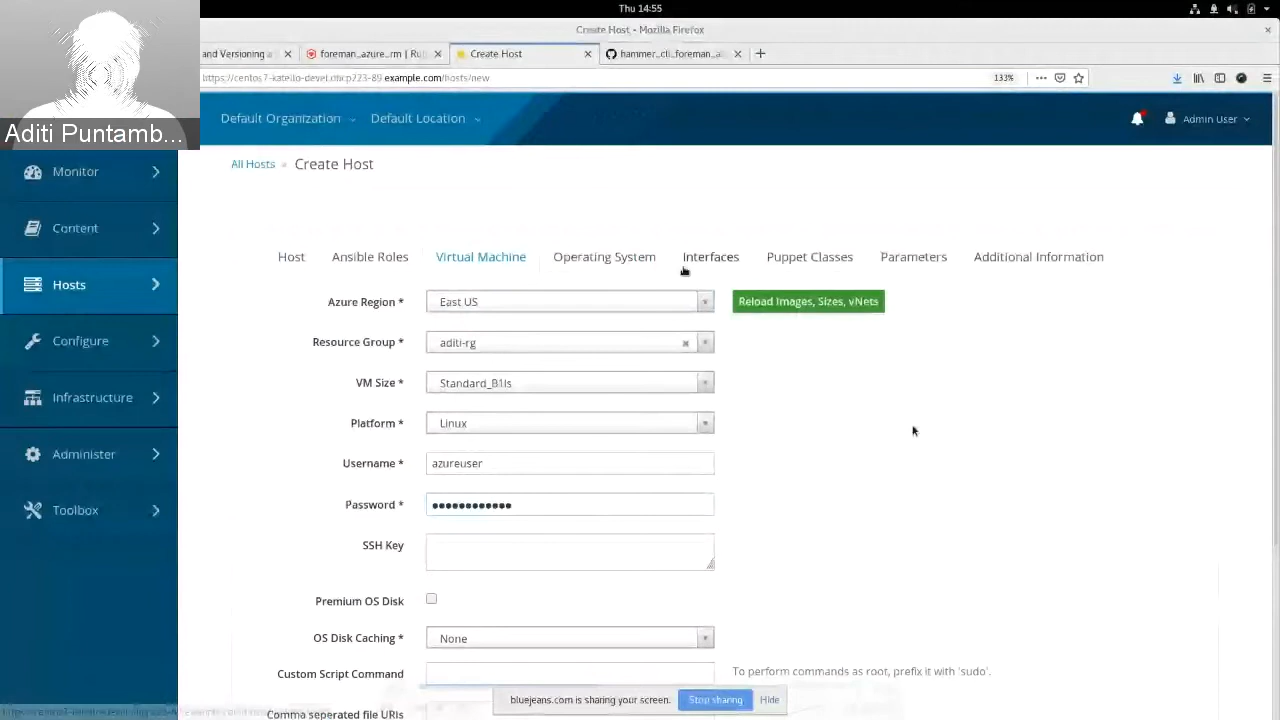 Thu 14:55
Create Host - Mozilla Firefox
and Versioning a
foreman_azure_rm | Rub
Create Host
hammer_cli_foreman_az
example.com/hosts/new
133%
Aditi Puntamb...
Default Organization
Default Location
Admin User
All Hosts » Create Host
Monitor
Content
Hosts
Configure
Infrastructure
Administer
Toolbox
Host
Ansible Roles
Virtual Machine
Operating System
Interfaces
Puppet Classes
Parameters
Additional Information
Azure Region *
East US
Reload Images, Sizes, vNets
Resource Group *
aditi-rg
VM Size *
Standard_B1ls
Platform *
Linux
Username *
azureuser
Password *
●●●●●●●●●●●●
SSH Key
Premium OS Disk
OS Disk Caching *
None
Custom Script Command
To perform commands as root, prefix it with 'sudo'.
Comma seperated file URIs
bluejeans.com is sharing your screen.
Stop sharing
Hide